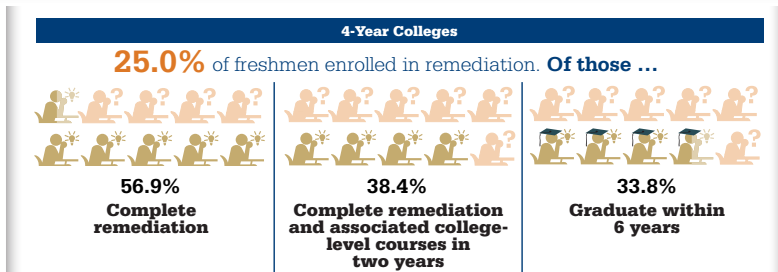 4-Year Colleges
25.0% of freshmen enrolled in remediation. Of those ...
56.9%
Complete
remediation
38.4%
Complete remediation
and associated college-
level courses in
two years
33.8%
Graduate within
6 years